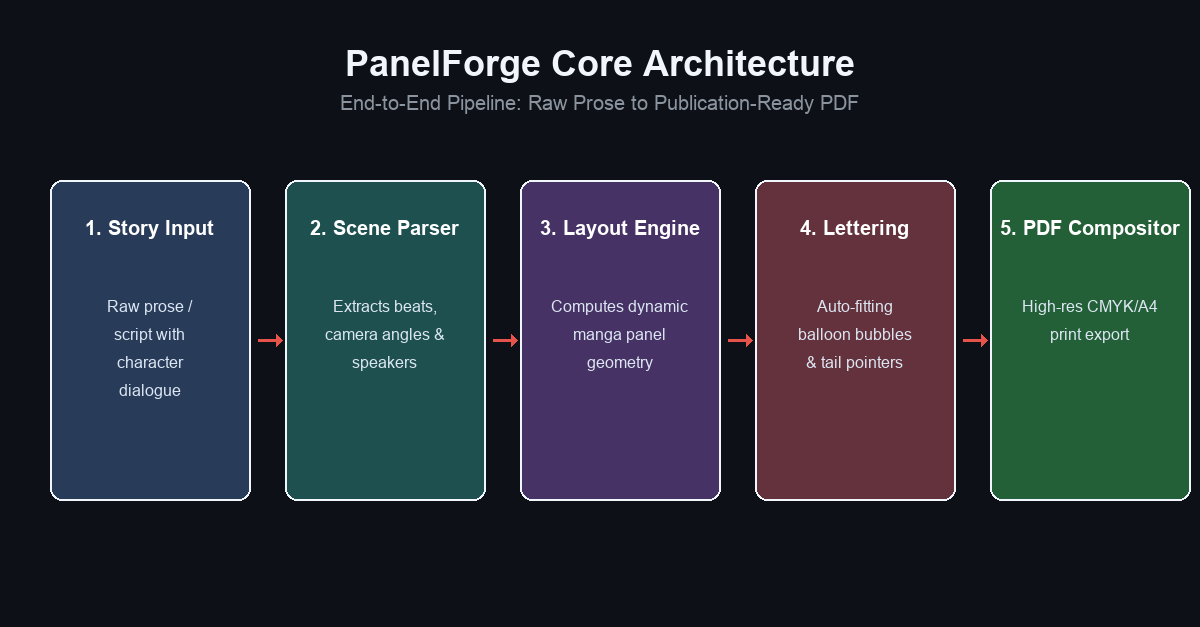 PanelForge Core Architecture
End-to-End Pipeline: Raw Prose to Publication-Ready PDF
1. Story Input
Raw prose /
script with
character
dialogue
2. Scene Parser
Extracts beats,
camera angles &
speakers
3. Layout Engine
Computes dynamic
manga panel
geometry
4. Lettering
Auto-fitting
balloon bubbles
& tail pointers
5. PDF Compositor
High-res CMYK/A4
print export